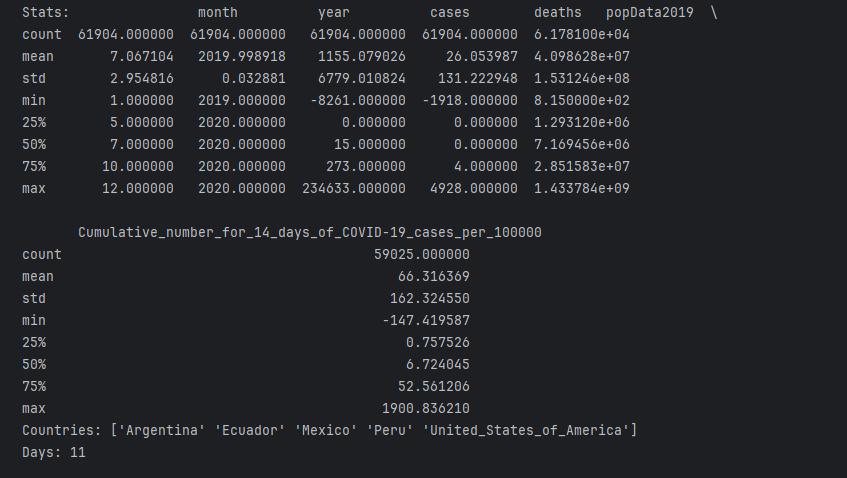 Stats:                month          year          cases        deaths   popData2019  \
count  61904.000000  61904.000000   61904.000000  61904.000000  6.178100e+04
mean       7.067104   2019.998918    1155.079026     26.053987  4.098628e+07
std        2.954816      0.032881    6779.010824    131.222948  1.531246e+08
min        1.000000   2019.000000   -8261.000000  -1918.000000  8.150000e+02
25%        5.000000   2020.000000       0.000000      0.000000  1.293120e+06
50%        7.000000   2020.000000      15.000000      0.000000  7.169456e+06
75%       10.000000   2020.000000     273.000000      4.000000  2.851583e+07
max       12.000000   2020.000000  234633.000000   4928.000000  1.433784e+09
       Cumulative_number_for_14_days_of_COVID-19_cases_per_100000
count                                       59025.000000
mean                                           66.316369
std                                           162.324550
min                                          -147.419587
25%                                             0.757526
50%                                             6.724045
75%                                            52.561206
max                                          1900.836210
Countries: ['Argentina' 'Ecuador' 'Mexico' 'Peru' 'United_States_of_America']
Days: 11